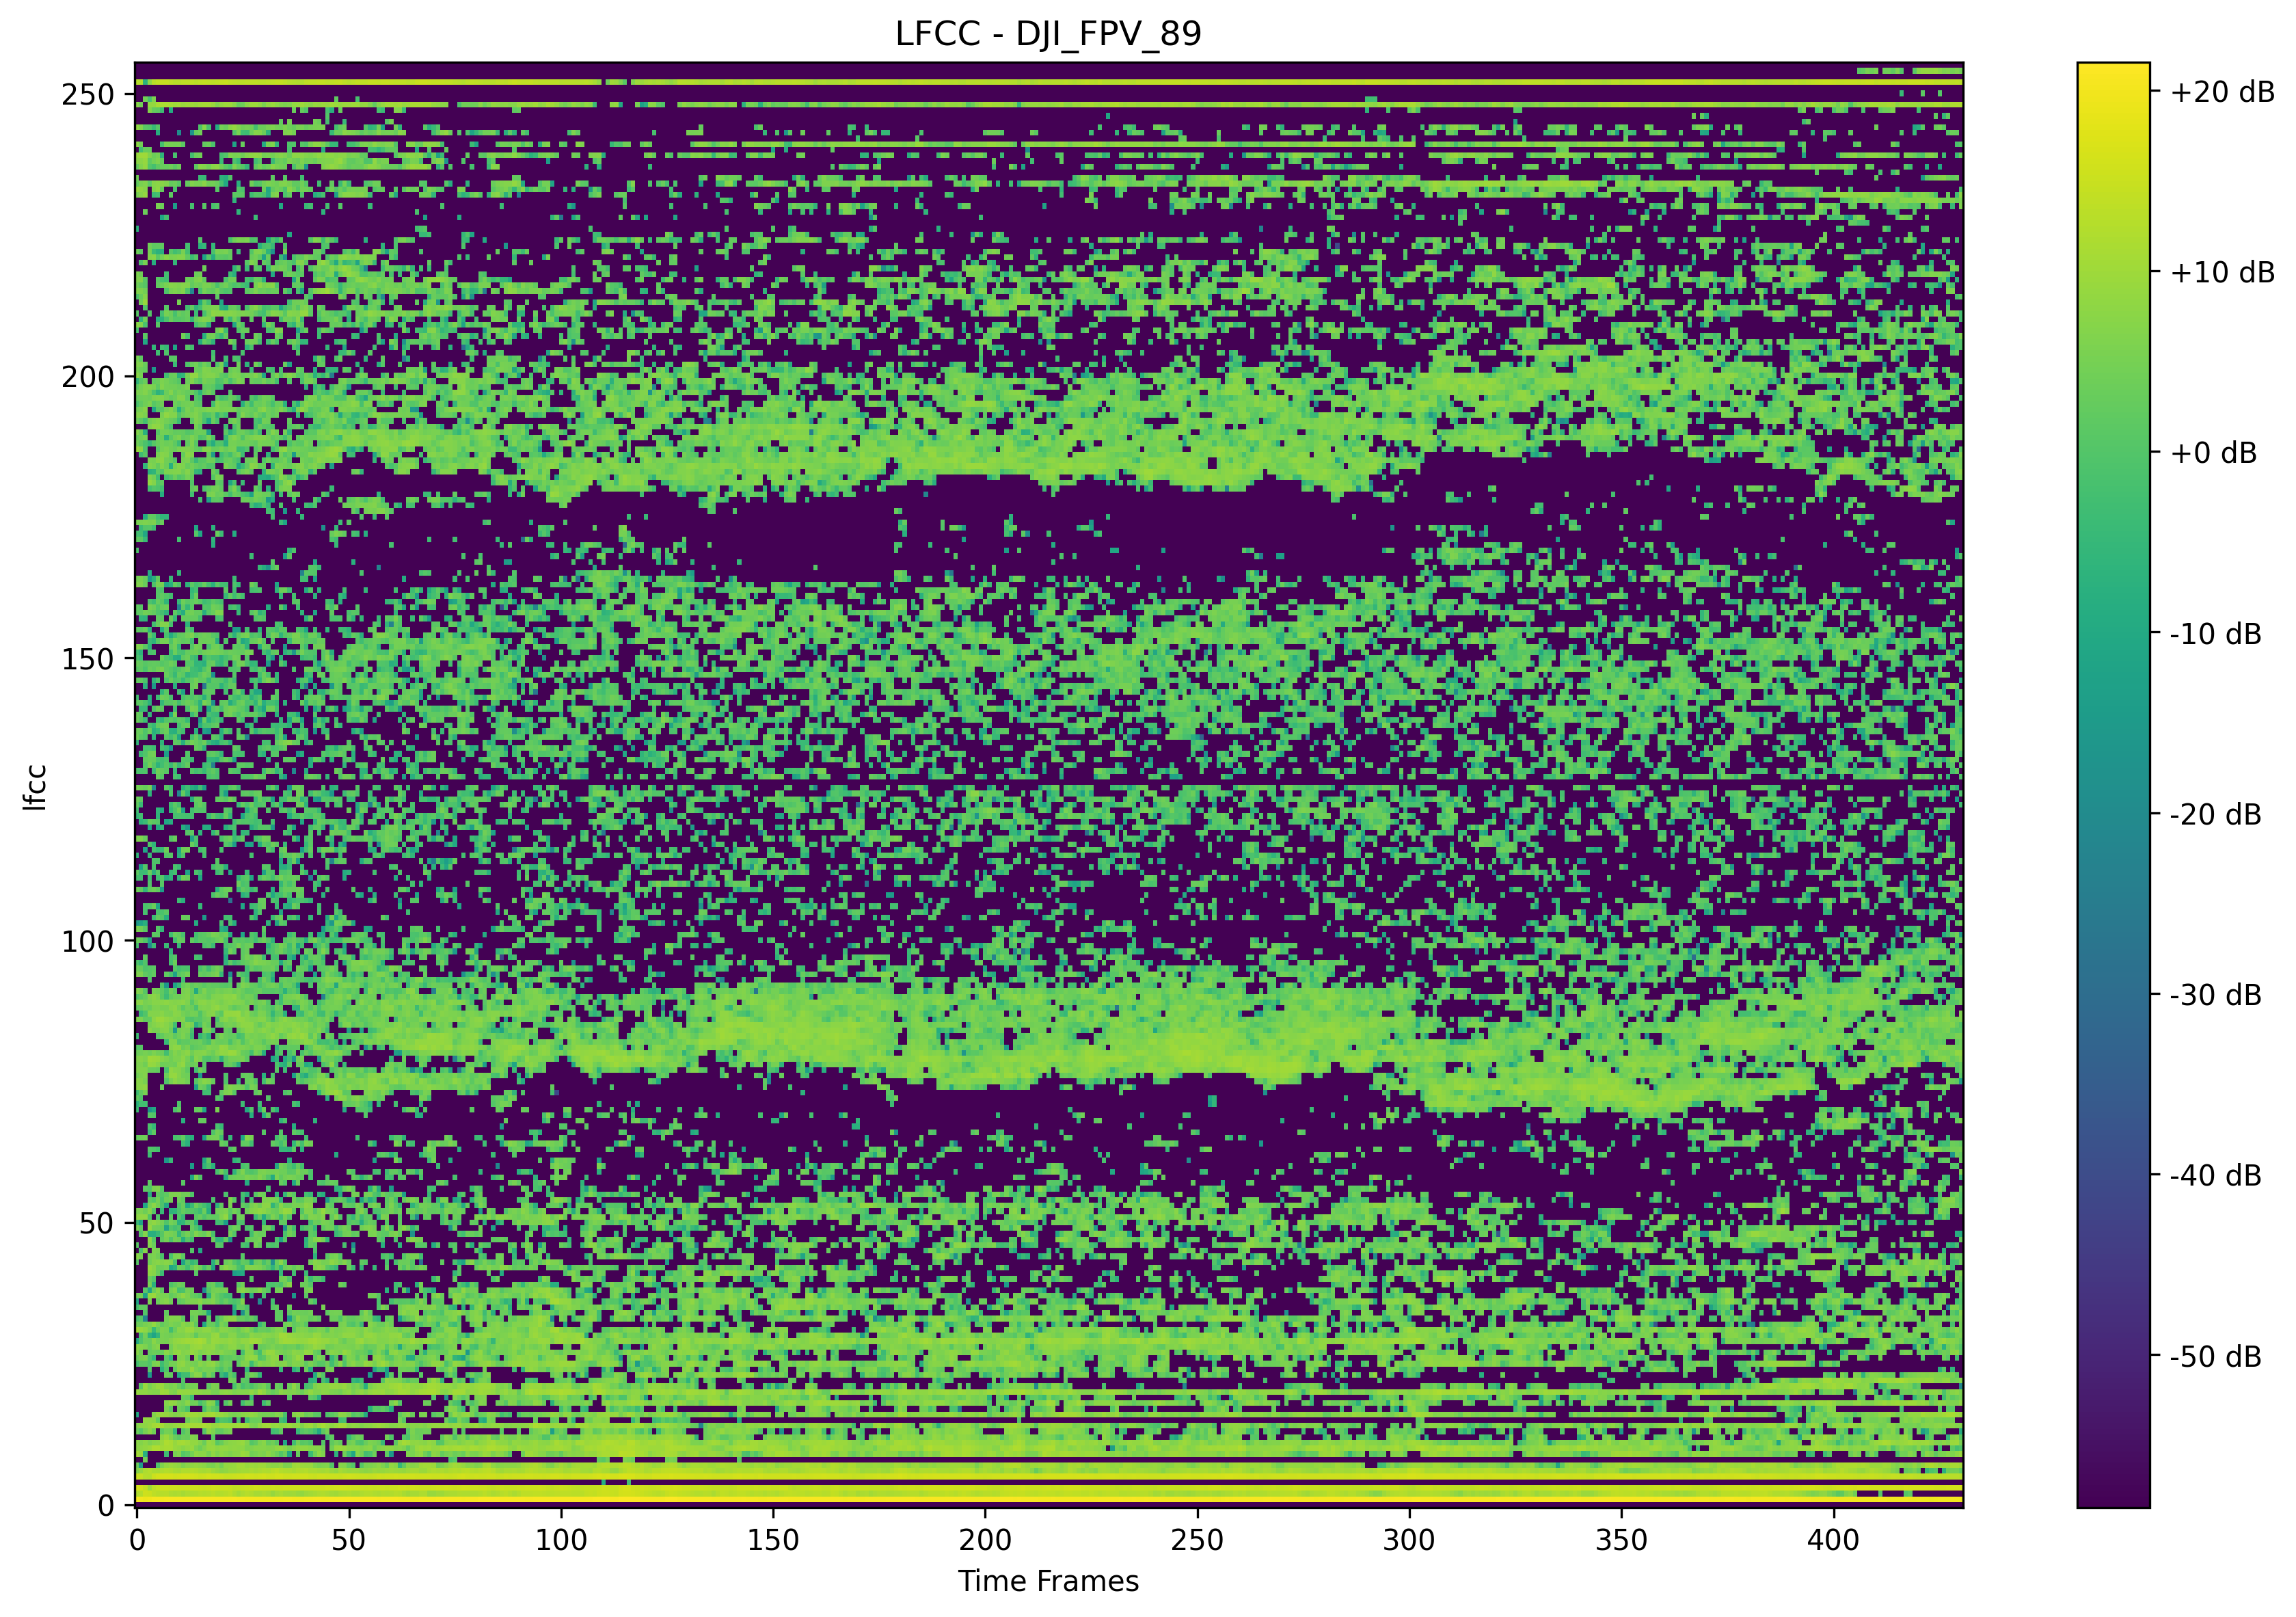 LFCC - DJI_FPV_89
250
200
150
100
50
0
lfcc
0 50 100 150 200 250 300 350 400
Time Frames
+20 dB
+10 dB
+0 dB
-10 dB
-20 dB
-30 dB
-40 dB
-50 dB